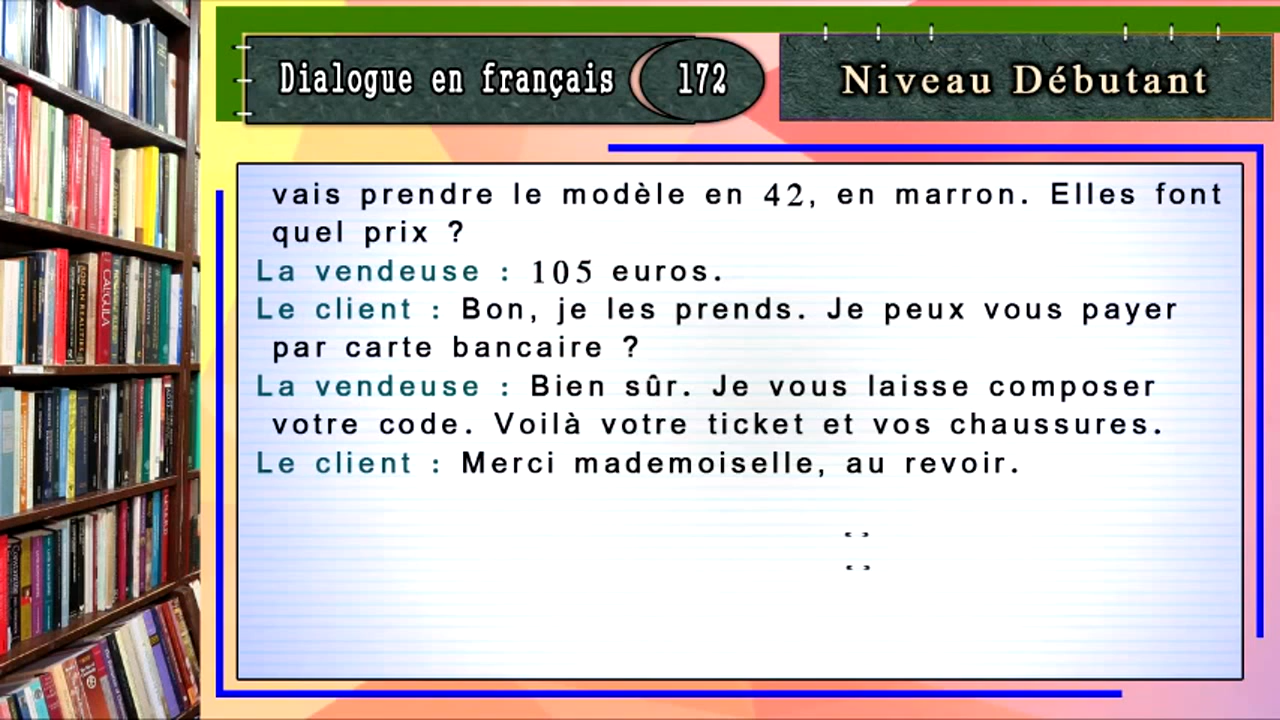 Dialogue en français 172
Niveau Débutant
vais prendre le modèle en 42, en marron. Elles font
quel prix ?
La vendeuse : 105 euros.
Le client : Bon, je les prends. Je peux vous payer
par carte bancaire ?
La vendeuse : Bien sûr. Je vous laisse composer
votre code. Voilà votre ticket et vos chaussures.
Le client : Merci mademoiselle, au revoir.